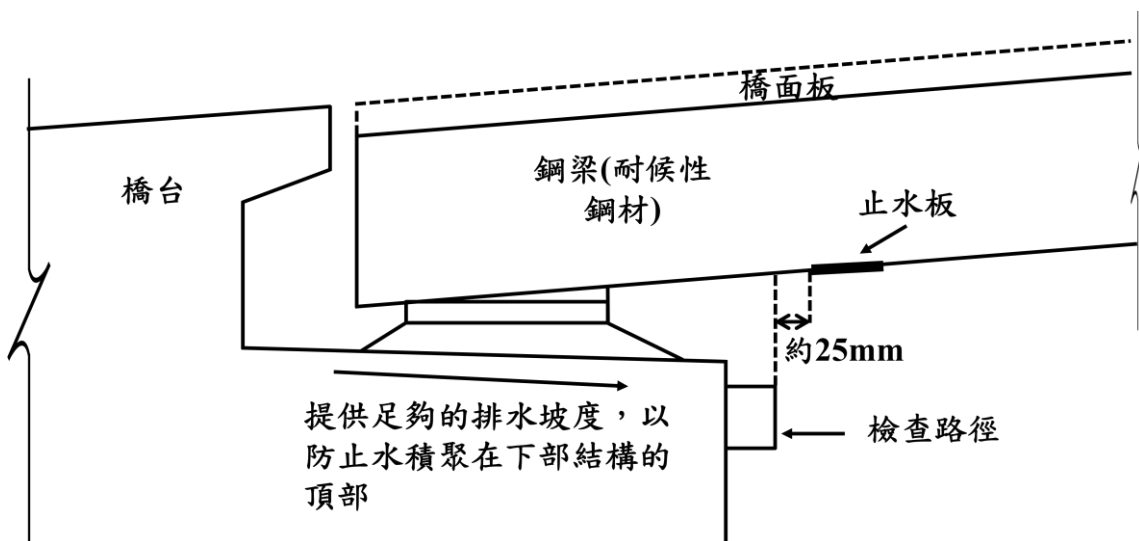 橋面板
橋台
鋼梁(耐候性
鋼材)
止水板
約25mm
提供足夠的排水坡度，以
防止水積聚在下部結構的
頂部
檢查路徑